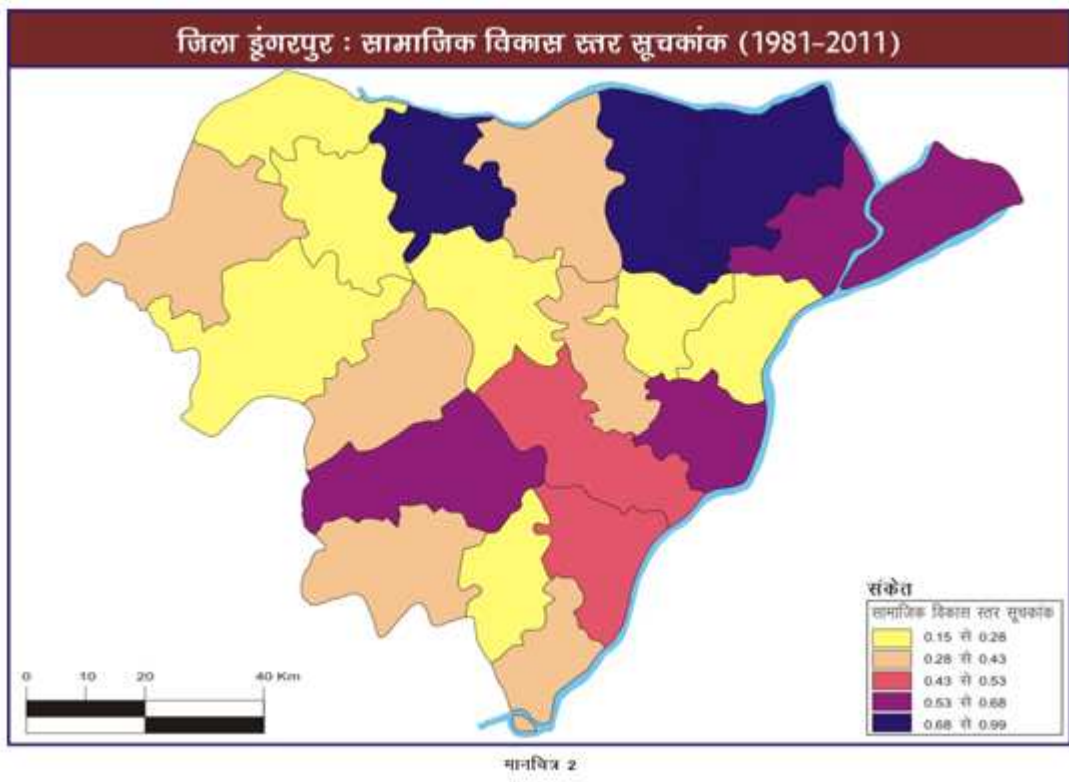 जिला डूंगरपुर : सामाजिक विकास स्तर सूचकांक (1981-2011)
संकेत
सामाजिक विकास स्तर सूचकांक
0.15 से 0.28
0.28 से 0.43
0.43 से 0.53
0.53 से 0.68
0.68 से 0.99
0 10 20 40 Km
मानचित्र 2